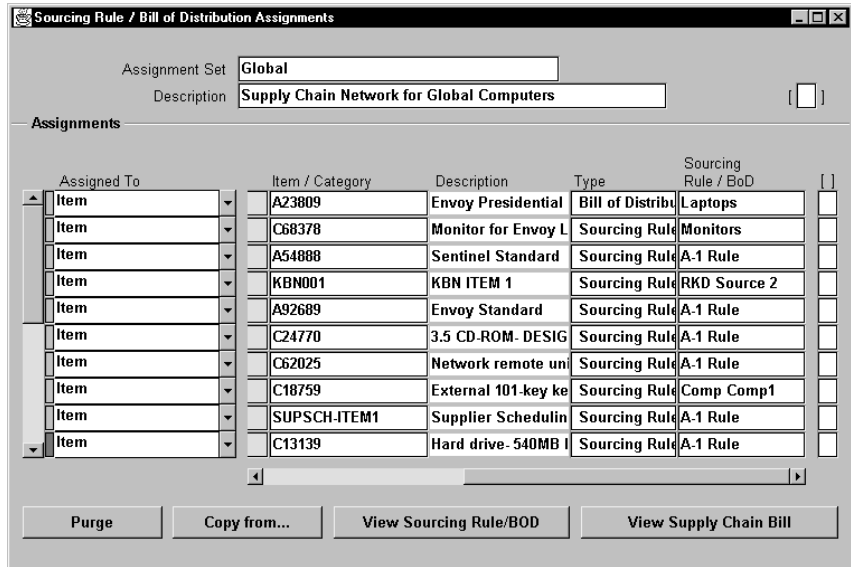 Sourcing Rule / Bill of Distribution Assignments
Assignment Set Global
Description Supply Chain Network for Global Computers [ ]
Assignments
Sourcing
Assigned To Item / Category Description Type Rule / BoD [ ]
Item A23809 Envoy Presidential Bill of Distribu Laptops
Item C68378 Monitor for Envoy L Sourcing Rule Monitors
Item A54888 Sentinel Standard Sourcing Rule A-1 Rule
Item KBN001 KBN ITEM 1 Sourcing Rule RKD Source 2
Item A92689 Envoy Standard Sourcing Rule A-1 Rule
Item C24770 3.5 CD-ROM- DESIG Sourcing Rule A-1 Rule
Item C62025 Network remote uni Sourcing Rule A-1 Rule
Item C18759 External 101-key ke Sourcing Rule Comp Comp1
Item SUPSCH-ITEM1 Supplier Schedulin Sourcing Rule A-1 Rule
Item C13139 Hard drive- 540MB I Sourcing Rule A-1 Rule
Purge Copy from... View Sourcing Rule/BOD View Supply Chain Bill